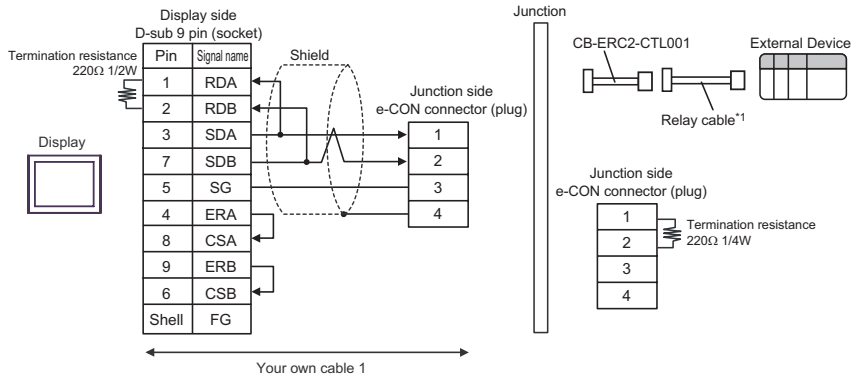 Display side
D-sub 9 pin (socket)
Termination resistance
220Ω 1/2W
Pin Signal name
1 RDA
2 RDB
3 SDA
7 SDB
5 SG
4 ERA
8 CSA
9 ERB
6 CSB
Shell FG
Display
Shield
Junction side
e-CON connector (plug)
1
2
3
4
Your own cable 1
Junction
CB-ERC2-CTL001
External Device
Relay cable*1
Junction side
e-CON connector (plug)
1
2
3
4
Termination resistance
220Ω 1/4W